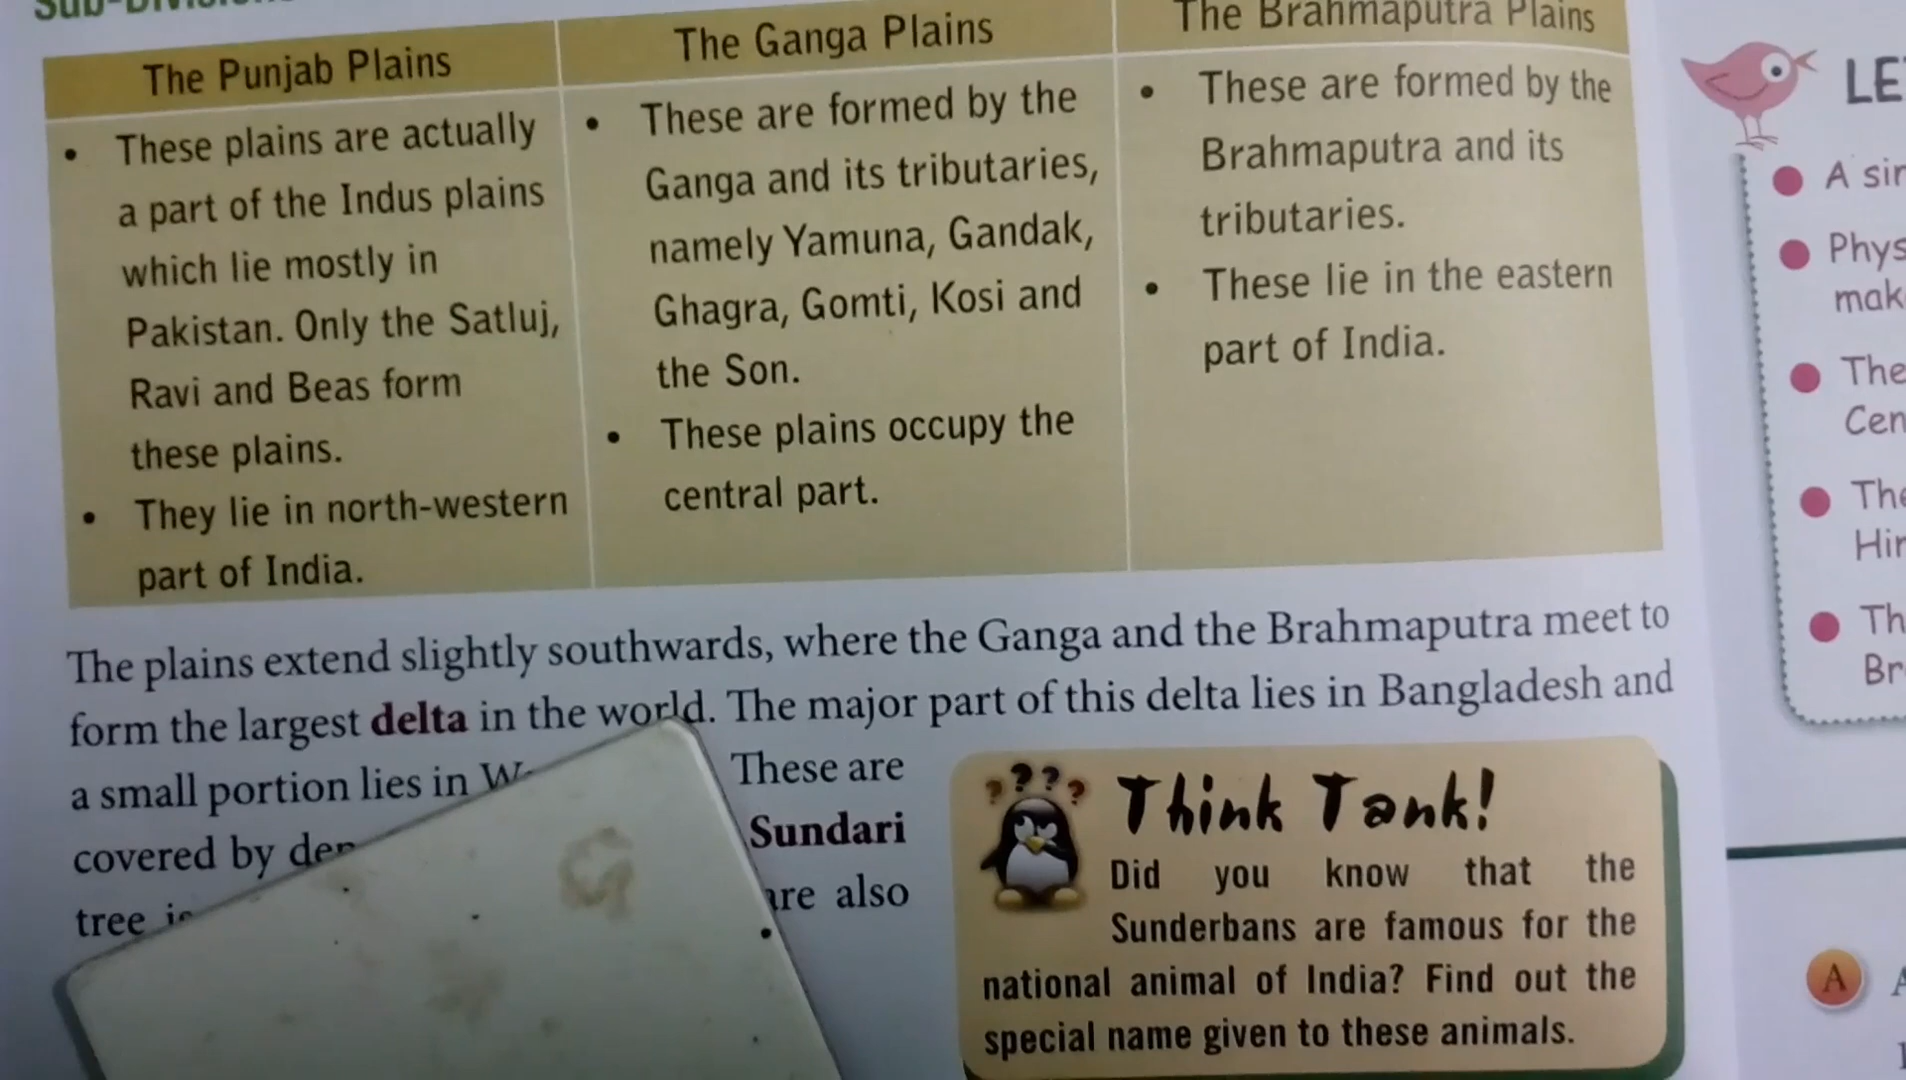 The Punjab Plains
These plains are actually
a part of the Indus plains
which lie mostly in
Pakistan. Only the Satluj,
Ravi and Beas form
these plains.
They lie in north-western
part of India.
The Ganga Plains
These are formed by the
Ganga and its tributaries,
namely Yamuna, Gandak,
Ghagra, Gomti, Kosi and
the Son.
These plains occupy the
central part.
The Brahmaputra Plains
These are formed by the
Brahmaputra and its
tributaries.
These lie in the eastern
part of India.
The plains extend slightly southwards, where the Ganga and the Brahmaputra meet to
form the largest delta in the world. The major part of this delta lies in Bangladesh and
a small portion lies in These are
covered by Sundari
tree are also
???? Think Tank!
Did you know that the
Sunderbans are famous for the
national animal of India? Find out the
special name given to these animals.
A
The
Cen
Hir
Th
Br
A